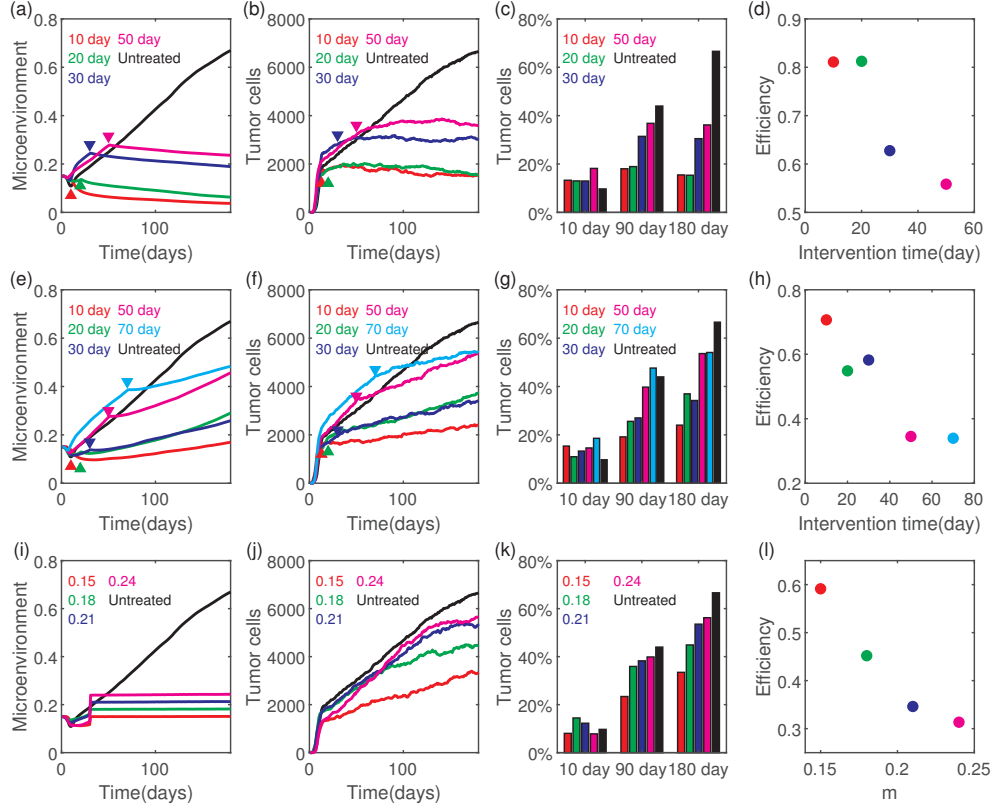 (a)
Microenvironment
0.8
0.6
0.4
0.2
0
10 day 50 day
20 day Untreated
30 day
0 100
Time(days)
(b)
Tumor cells
8000
6000
4000
2000
0
10 day 50 day
20 day Untreated
30 day
100
Time(days)
(c)
Tumor cells
80%
60%
40%
20%
0%
10 day 50 day
20 day Untreated
30 day
10 day 90 day 180 day
(d)
Efficiency
0.9
0.8
0.7
0.6
0.5
0 20 40 60
Intervention time(day)
(e)
Microenvironment
0.8
0.6
0.4
0.2
0
10 day 50 day
20 day 70 day
30 day Untreated
0 100
Time(days)
(f)
Tumor cells
8000
6000
4000
2000
0
10 day 50 day
20 day 70 day
30 day Untreated
100
Time(days)
(g)
Tumor cells
80%
60%
40%
20%
0%
10 day 50 day
20 day 70 day
30 day Untreated
10 day 90 day 180 day
(h)
Efficiency
0.8
0.6
0.4
0.2
0 20 40 60 80
Intervention time(day)
(i)
Microenvironment
0.8
0.6
0.4
0.2
0
0.15 0.24
0.18 Untreated
0.21
0 100
Time(days)
(j)
Tumor cells
8000
6000
4000
2000
0
0.15 0.24
0.18 Untreated
0.21
100
Time(days)
(k)
Tumor cells
80%
60%
40%
20%
0%
0.15 0.24
0.18 Untreated
0.21
10 day 90 day 180 day
(l)
Efficiency
0.6
0.5
0.4
0.3
0.15 0.2 0.25
m